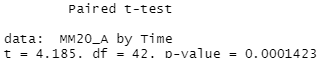 Paired t-test
data:  MM20_A by Time
t = 4.185, df = 42, p-value = 0.0001423